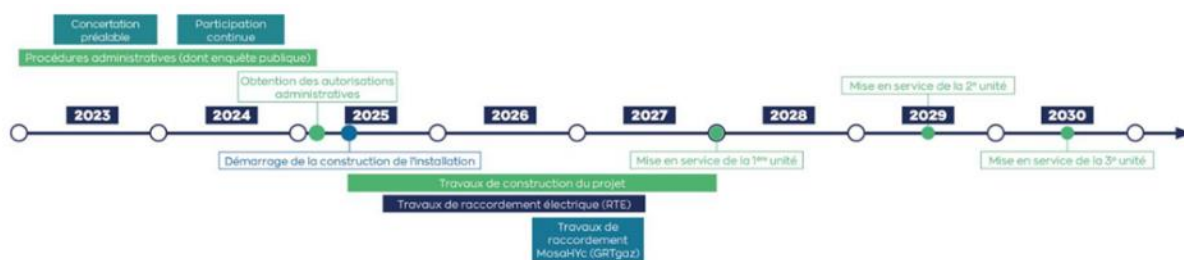 Concertation
préalable
Participation
continue
Procédures administratives (dont enquête publique)
Obtention des autorisations
administratives
Mise en service de la 2e unité
2023
2024
2025
2026
2027
2028
2029
2030
Démarrage de la construction de l'installation
Mise en service de la 1ère unité
Mise en service de la 3e unité
Travaux de construction du projet
Travaux de raccordement électrique (RTE)
Travaux de
raccordement
MosaHYc (GRTgaz)